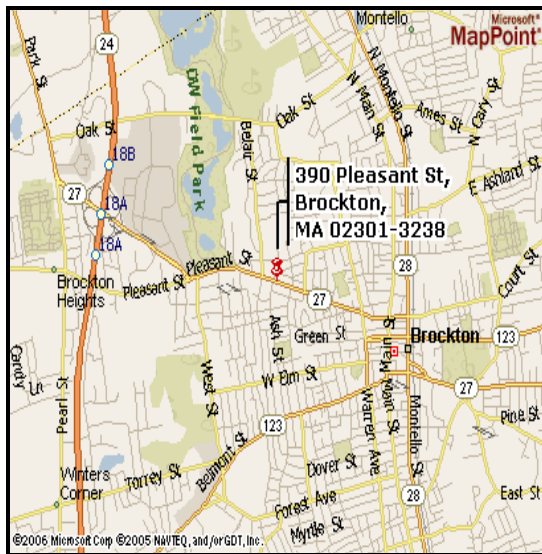 Montello
Microsoft®
MapPoint®
Park St
24
N Main St
N Montello St
Ames St
N Cary St
Oak St
Oak St
DW Field Park
Belair St
18B
E Ashland St
390 Pleasant St,
Brockton,
MA 02301-3238
27
18A
18A
Court St
Pleasant St
28
Brockton
Heights
Pleasant St
27
Ash St
Green St
Brockton
123
Candy Ln
Pearl St
West St
W Elm St
N Main St
Warren Ave
Montello St
27
123
Pine St
Belmont St
Winters
Corner
Torrey St
Dover St
28
East St
Forest Ave
Myrtle St
©2006 Microsoft Corp ©2005 NAVTEQ, and/or GDT, Inc.